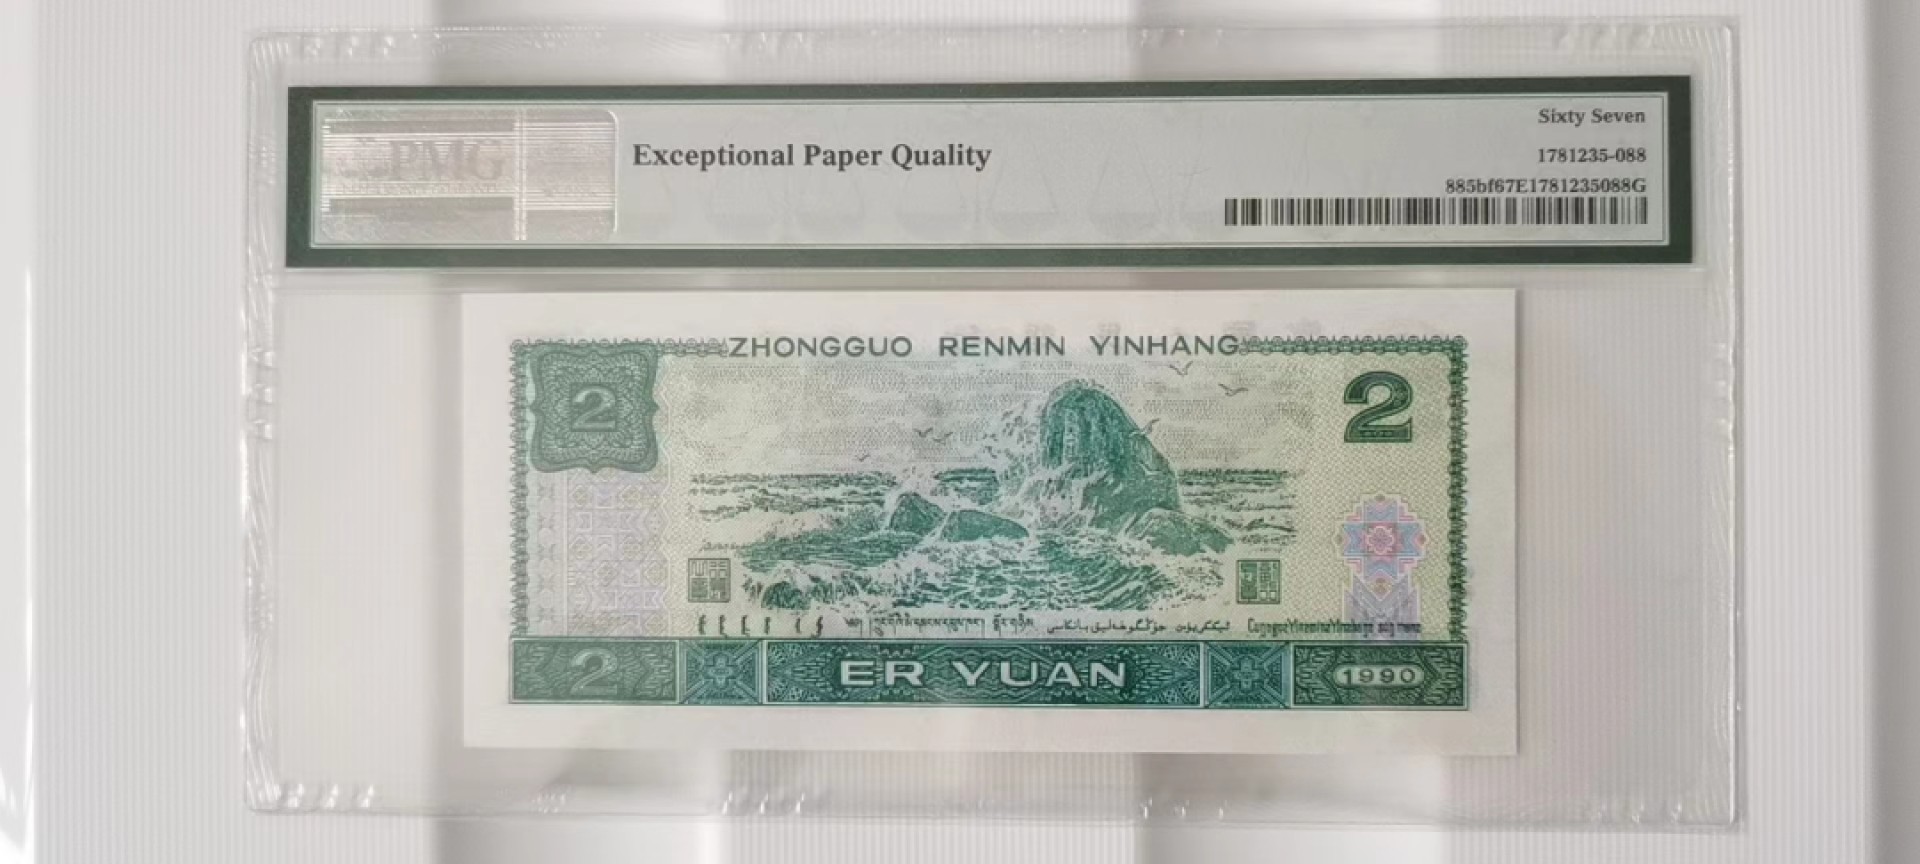 PMG
Exceptional Paper Quality
Sixty Seven
1781235-088
885bf67E1781235088G
ZHONGGUO RENMIN YINHANG
2
2
2
ER YUAN
1990